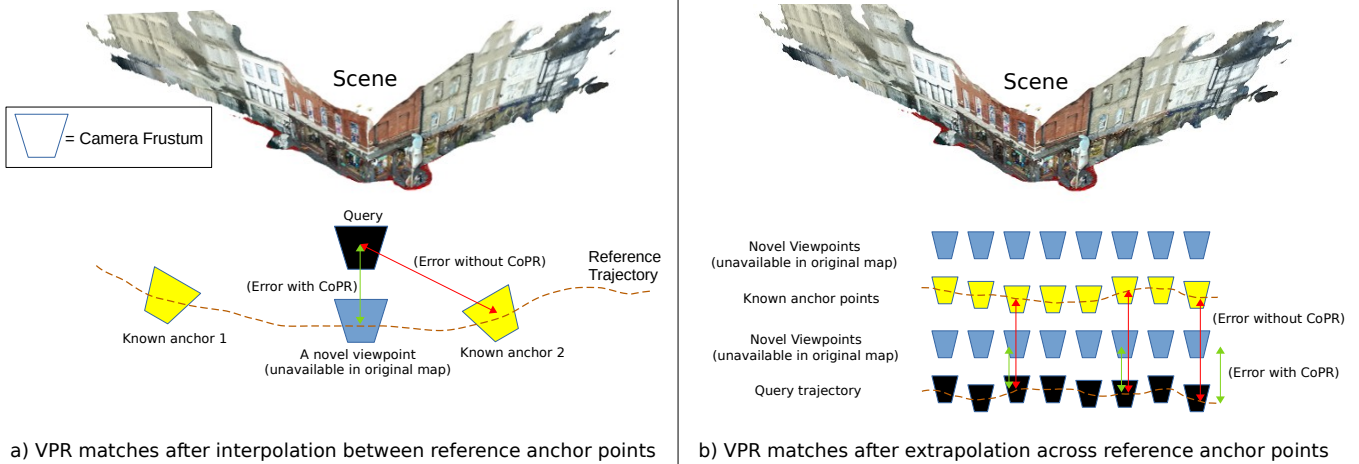 Scene
= Camera Frustum
Query
(Error with CoPR)
(Error without CoPR)
Reference
Trajectory
Known anchor 1
A novel viewpoint
(unavailable in original map)
Known anchor 2
a) VPR matches after interpolation between reference anchor points
Scene
Novel Viewpoints
(unavailable in original map)
Known anchor points
(Error without CoPR)
Novel Viewpoints
(unavailable in original map)
(Error with CoPR)
Query trajectory
b) VPR matches after extrapolation across reference anchor points